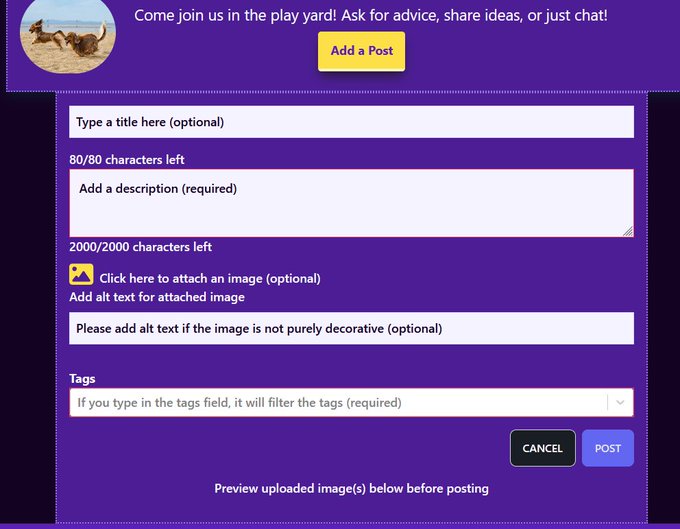 Come join us in the play yard! Ask for advice, share ideas, or just chat!
Add a Post
Type a title here (optional)
80/80 characters left
Add a description (required)
2000/2000 characters left
Click here to attach an image (optional)
Add alt text for attached image
Please add alt text if the image is not purely decorative (optional)
Tags
If you type in the tags field, it will filter the tags (required)
CANCEL POST
Preview uploaded image(s) below before posting